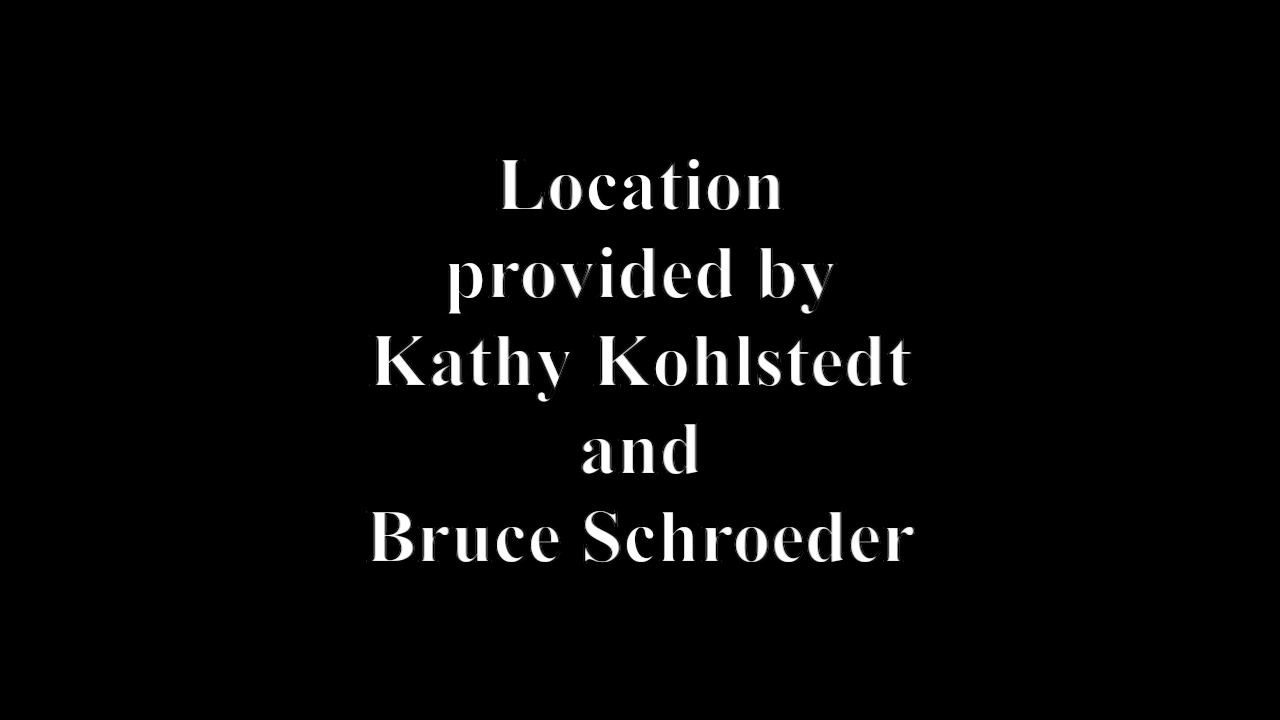 Location
provided by
Kathy Kohlstedt
and
Bruce Schroeder